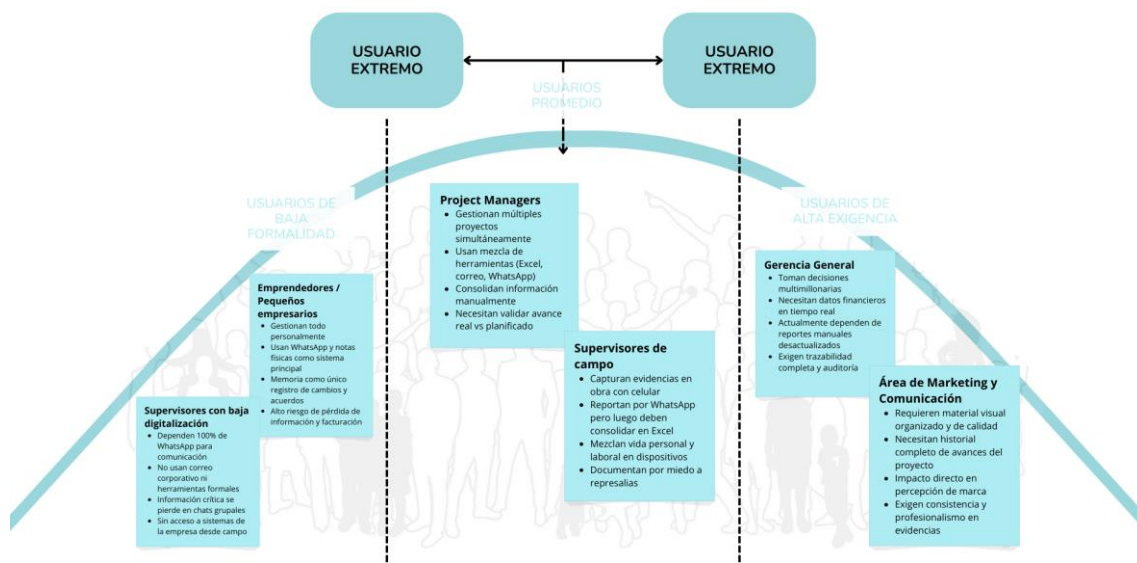 USUARIO
EXTREMO
USUARIO
EXTREMO
USUARIOS
PROMEDIO
USUARIOS DE
BAJA
FORMALIDAD
USUARIOS DE
ALTA EXIGENCIA
Supervisores con baja
digitalización
• Dependen 100% de
WhatsApp para
comunicación
• No usan correo
corporativo ni
herramientas formales
• Información crítica se
pierde en chats grupales
• Sin acceso a sistemas de
la empresa desde campo
Emprendedores /
Pequeños
empresarios
• Gestionan todo
personalmente
• Usan WhatsApp y notas
físicas como sistema
principal
• Memoria como único
registro de cambios y
acuerdos
• Alto riesgo de pérdida de
información y facturación
Project Managers
• Gestionan múltiples
proyectos
simultáneamente
• Usan mezcla de
herramientas (Excel,
correo, WhatsApp)
• Consolidan información
manualmente
• Necesitan validar avance
real vs planificado
Supervisores de
campo
• Capturan evidencias en
obra con celular
• Reportan por WhatsApp
pero luego deben
consolidar en Excel
• Mezclan vida personal y
laboral en dispositivos
• Documentan por miedo a
represalias
Gerencia General
• Toman decisiones
multimillonarias
• Necesitan datos financieros
en tiempo real
• Actualmente dependen de
reportes manuales
desactualizados
• Exigen trazabilidad
completa y auditoría
Área de Marketing y
Comunicación
• Requieren material visual
organizado y de calidad
• Necesitan historial
completo de avances del
proyecto
• Impacto directo en
percepción de marca
• Exigen consistencia y
profesionalismo en
evidencias